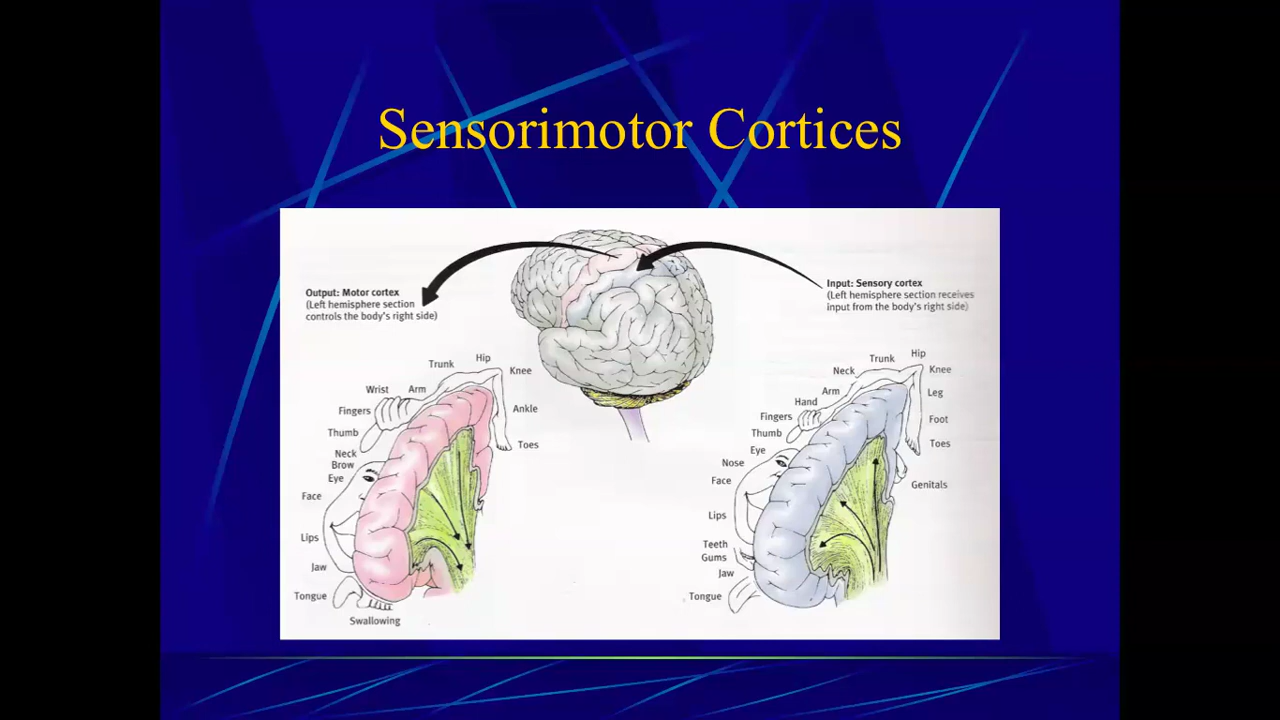 Sensorimotor Cortices
Output: Motor cortex
(Left hemisphere section
controls the body's right side)
Input: Sensory cortex
(Left hemisphere section receives
input from the body's right side)
Trunk
Hip
Knee
Wrist
Arm
Fingers
Ankle
Thumb
Toes
Neck
Brow
Eye
Face
Lips
Jaw
Tongue
Swallowing
Trunk
Hip
Neck
Knee
Arm
Leg
Hand
Fingers
Foot
Thumb
Toes
Eye
Nose
Face
Genitals
Lips
Teeth
Gums
Jaw
Tongue